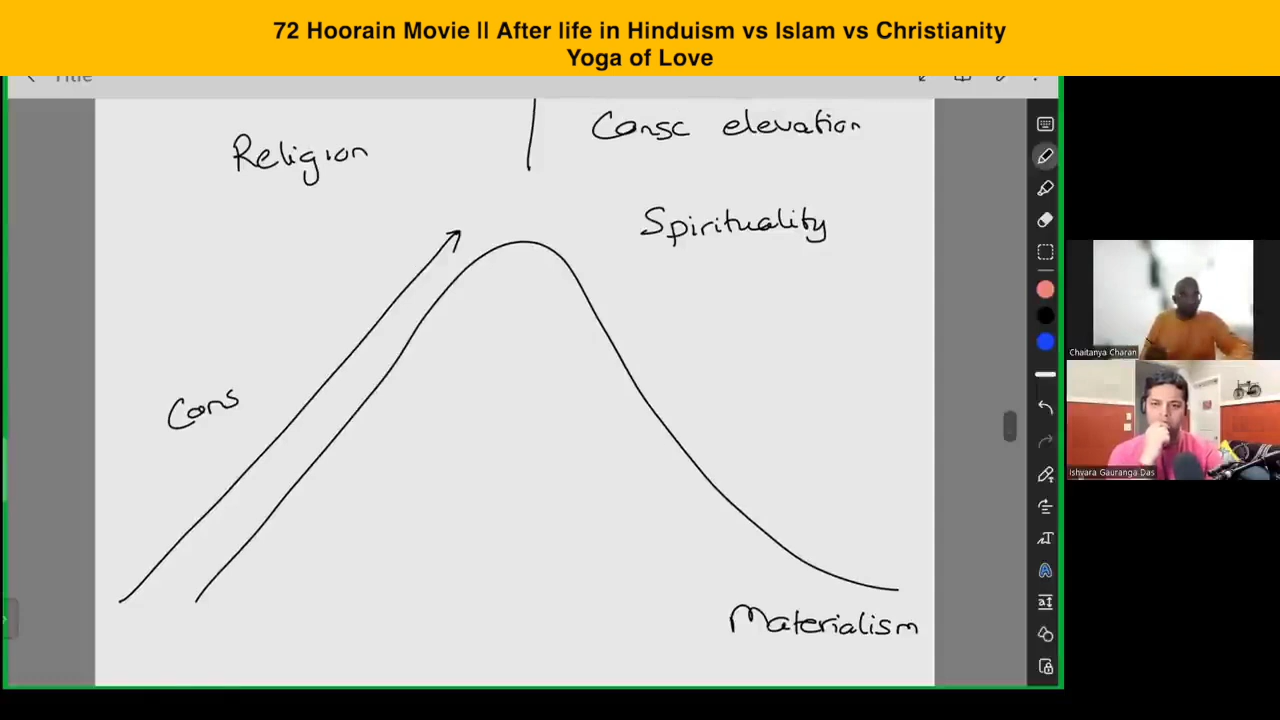 72 Hoorain Movie || After life in Hinduism vs Islam vs Christianity
Yoga of Love
Title
Religion
Consc elevation
Spirituality
Cons
Materialism
Chaitanya Charan
Ishvara Gauranga Das